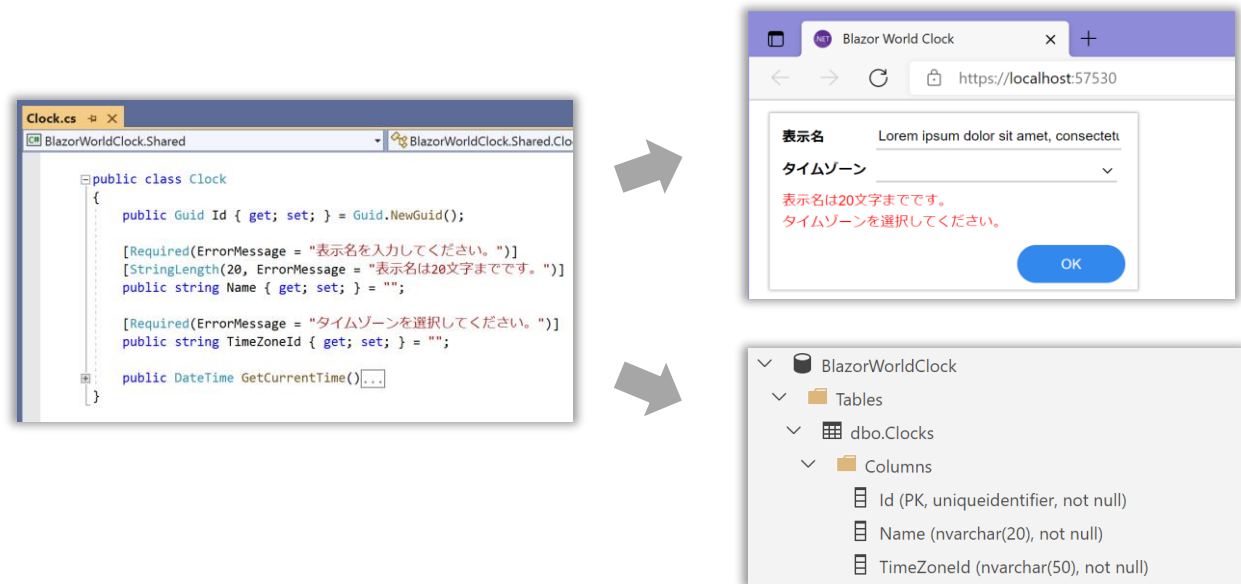 Clock.cs
BlazorWorldClock.Shared
BlazorWorldClock.Shared.Clo
public class Clock
{
public Guid Id { get; set; } = Guid.NewGuid();
[Required(ErrorMessage = "表示名を入力してください。")]
[StringLength(20, ErrorMessage = "表示名は20文字までです。")]
public string Name { get; set; } = "";
[Required(ErrorMessage = "タイムゾーンを選択してください。")]
public string TimeZoneId { get; set; } = "";
public DateTime GetCurrentTime()...
}
NET Blazor World Clock
https://localhost:57530
表示名 Lorem ipsum dolor sit amet, consectetu
タイムゾーン
表示名は20文字までです。
タイムゾーンを選択してください。
OK
BlazorWorldClock
Tables
dbo.Clocks
Columns
Id (PK, uniqueidentifier, not null)
Name (nvarchar(20), not null)
TimeZoneId (nvarchar(50), not null)